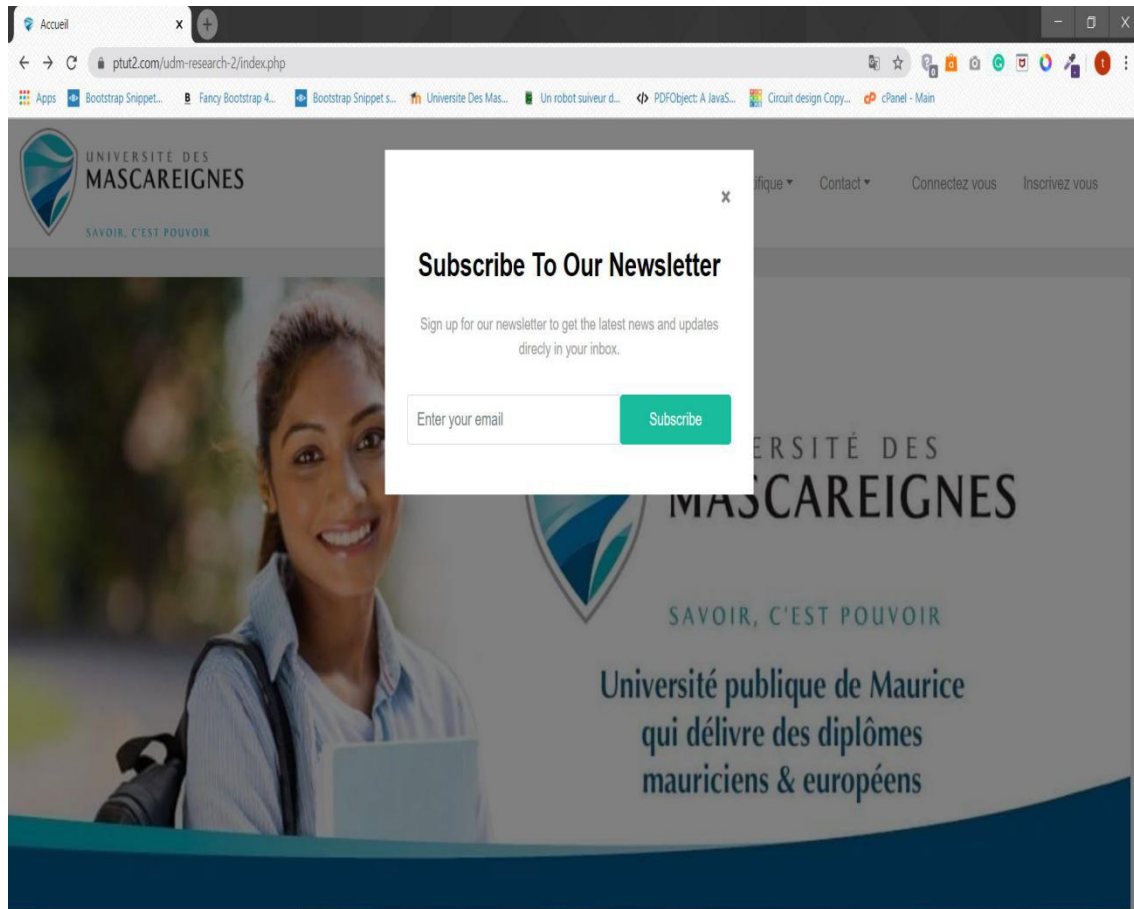 Accueil
ptut2.com/udm-research-2/index.php
Apps Bootstrap Snippet... B Fancy Bootstrap 4... Bootstrap Snippet s... Universite Des Mas... Un robot suiveur d... </> PDFObject: A JavaS... Circuit design Copy... cPanel - Main
UNIVERSITÉ DES
MASCAREIGNES
SAVOIR, C'EST POUVOIR
ifique Contact Connectez vous Inscrivez vous
x
Subscribe To Our Newsletter
Sign up for our newsletter to get the latest news and updates
direcly in your inbox.
Enter your email Subscribe
ERSITÉ DES
MASCAREIGNES
SAVOIR, C'EST POUVOIR
Université publique de Maurice
qui délivre des diplômes
mauriciens & européens